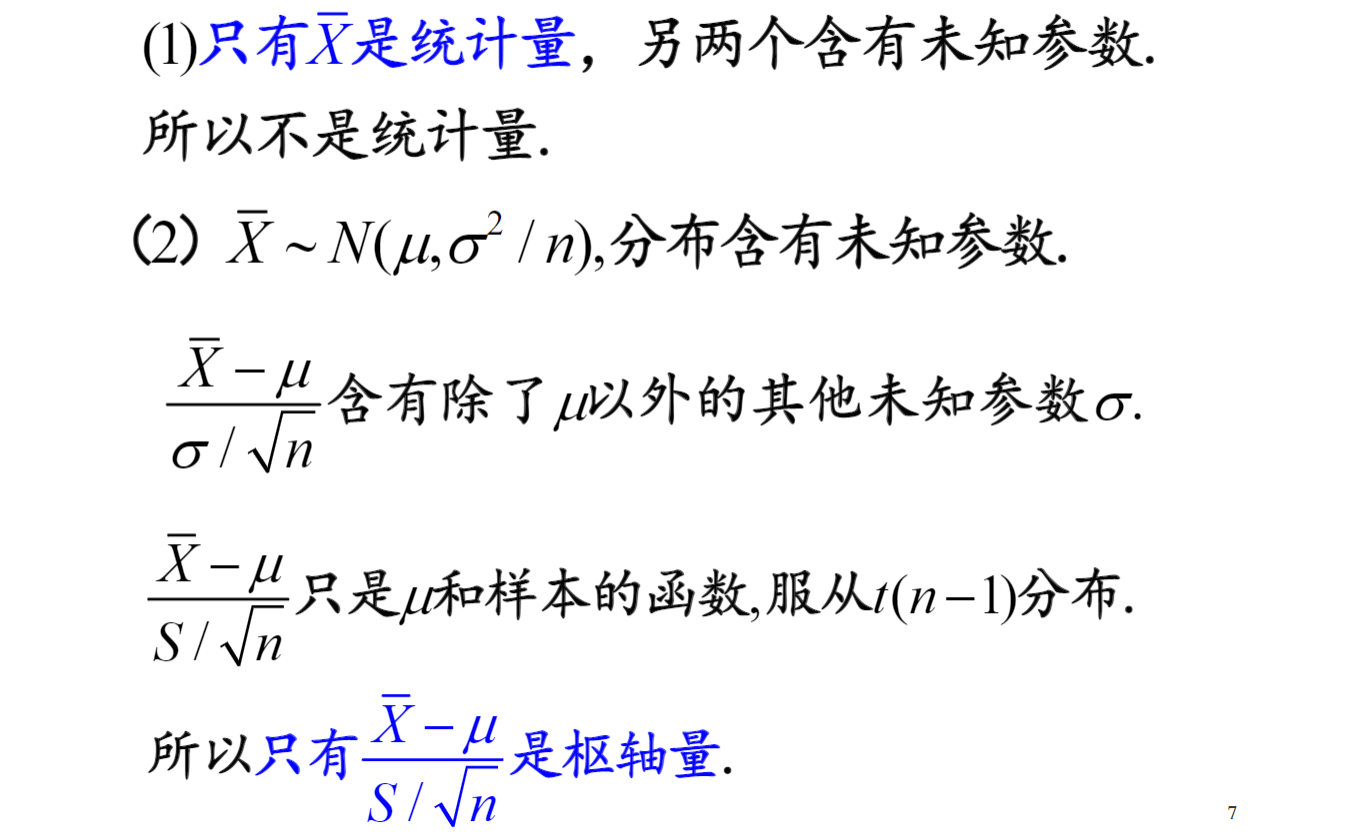 (1)只有X̄是统计量，另两个含有未知参数.
所以不是统计量.
(2) X̄ ~ N(μ,σ² / n),分布含有未知参数.
(X̄ − μ)/(σ / √n) 含有除了μ以外的其他未知参数σ.
(X̄ − μ)/(S / √n) 只是μ和样本的函数,服从t(n−1)分布.
所以只有 (X̄ − μ)/(S / √n) 是枢轴量.
7